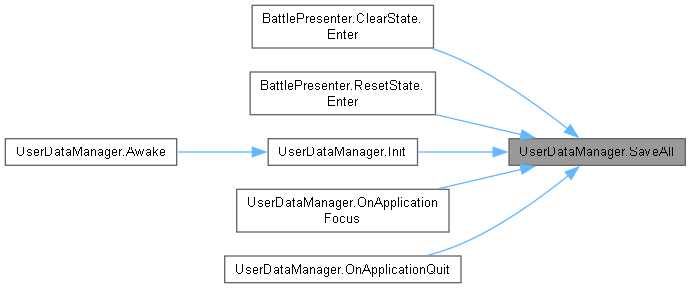 BattlePresenter.ClearState.
Enter
BattlePresenter.ResetState.
Enter
UserDataManager.Awake
UserDataManager.Init
UserDataManager.SaveAll
UserDataManager.OnApplication
Focus
UserDataManager.OnApplicationQuit